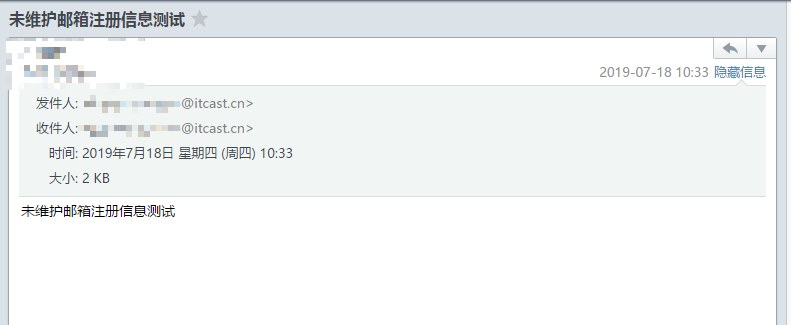 未维护邮箱注册信息测试
2019-07-18 10:33 隐藏信息
发件人: @itcast.cn>
收件人: @itcast.cn>
时间: 2019年7月18日 星期四 (周四) 10:33
大小: 2 KB
未维护邮箱注册信息测试